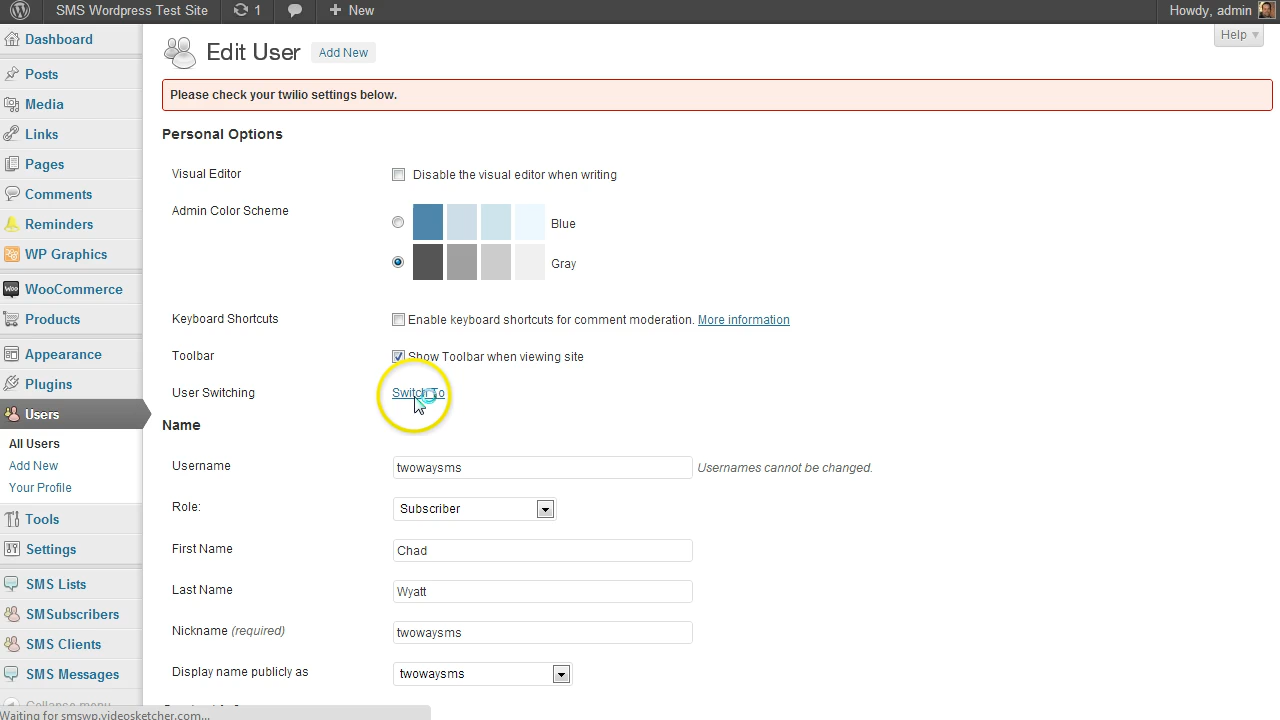 SMS Wordpress Test Site 1 New Howdy, admin
Help
Dashboard
Posts
Media
Links
Pages
Comments
Reminders
WP Graphics
Woo WooCommerce
Products
Appearance
Plugins
Users
All Users
Add New
Your Profile
Tools
Settings
SMS Lists
SMSubscribers
SMS Clients
SMS Messages
Collapse menu
Edit User Add New
Please check your twilio settings below.
Personal Options
Visual Editor Disable the visual editor when writing
Admin Color Scheme
Blue
Gray
Keyboard Shortcuts Enable keyboard shortcuts for comment moderation. More information
Toolbar Show Toolbar when viewing site
User Switching Switch To
Name
Username twowaysms Usernames cannot be changed.
Role: Subscriber
First Name Chad
Last Name Wyatt
Nickname (required) twowaysms
Display name publicly as twowaysms
Waiting for smswp.videosketcher.com...